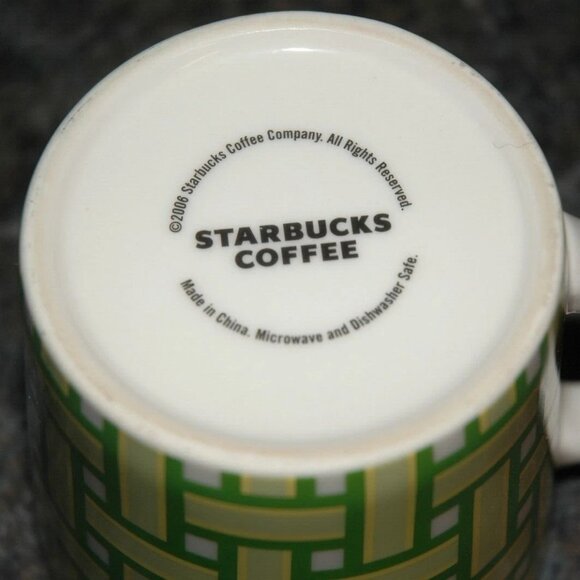 ©2006 Starbucks Coffee Company. All Rights Reserved.
STARBUCKS
COFFEE
Made in China. Microwave and Dishwasher Safe.